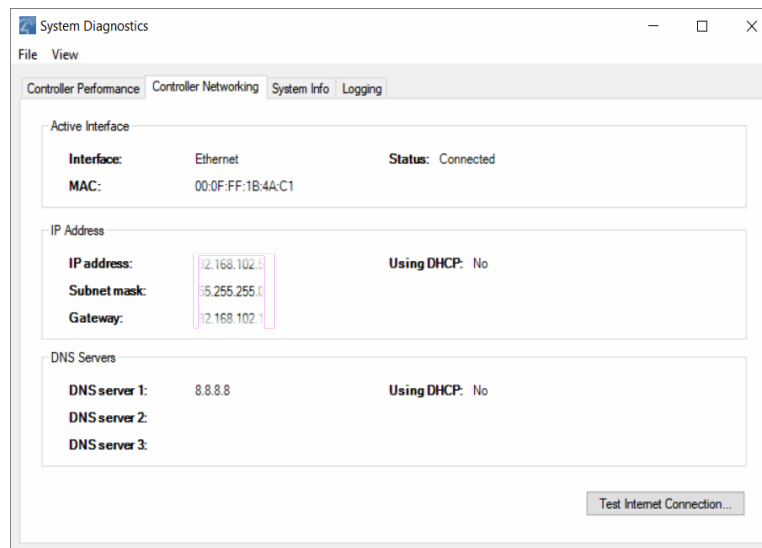 System Diagnostics
File View
Controller Performance Controller Networking System Info Logging
Active Interface
Interface: Ethernet Status: Connected
MAC: 00:0F:FF:1B:4A:C1
IP Address
IP address: Using DHCP: No
Subnet mask:
Gateway:
DNS Servers
DNS server 1: 8.8.8.8 Using DHCP: No
DNS server 2:
DNS server 3:
Test Internet Connection...